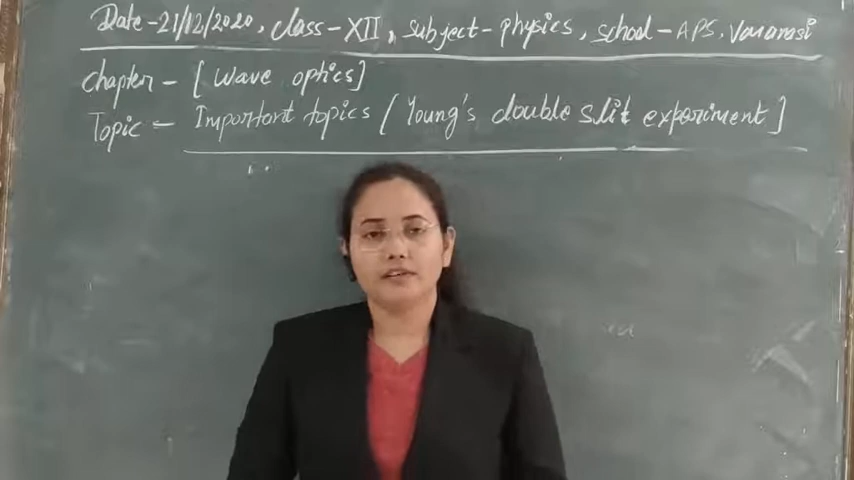 Date-21/12/2020, class-XII, subject-physics, school-APS, Varanasi
chapter - [wave optics]
Topic - Important topics [Young's double slit experiment]